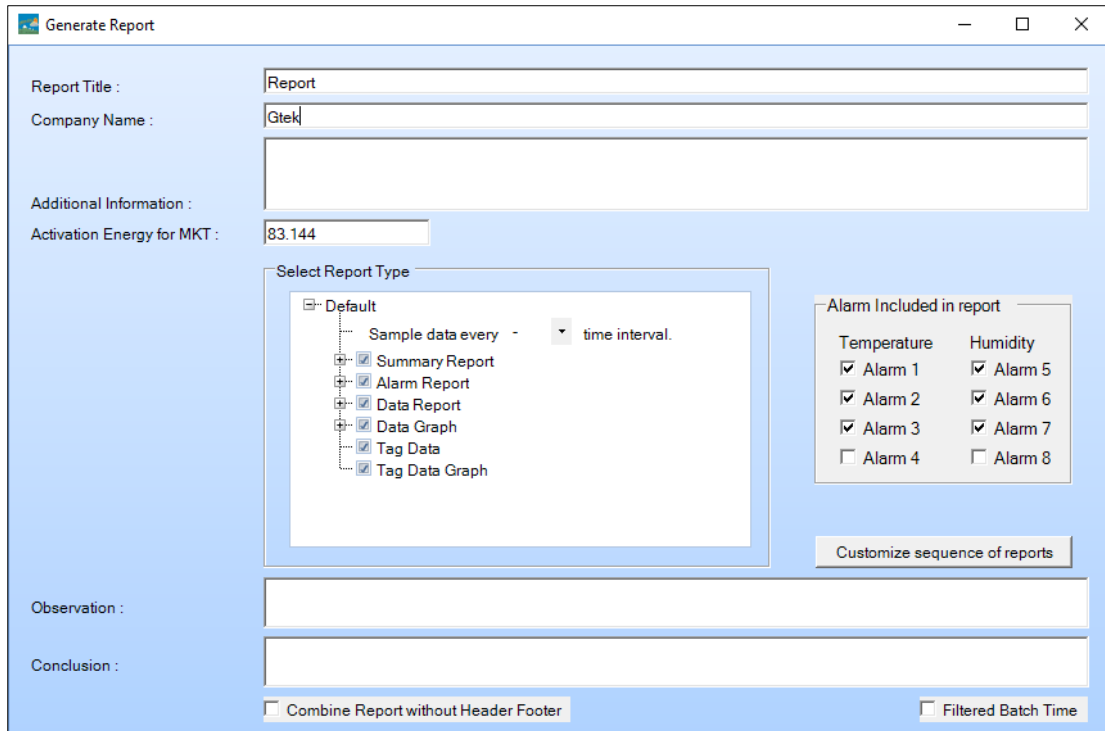 Generate Report
Report Title : Report
Company Name : Gtek
Additional Information :
Activation Energy for MKT : 83.144
Select Report Type
Default
Sample data every - time interval.
Summary Report
Alarm Report
Data Report
Data Graph
Tag Data
Tag Data Graph
Alarm Included in report
Temperature Humidity
Alarm 1 Alarm 5
Alarm 2 Alarm 6
Alarm 3 Alarm 7
Alarm 4 Alarm 8
Customize sequence of reports
Observation :
Conclusion :
Combine Report without Header Footer Filtered Batch Time